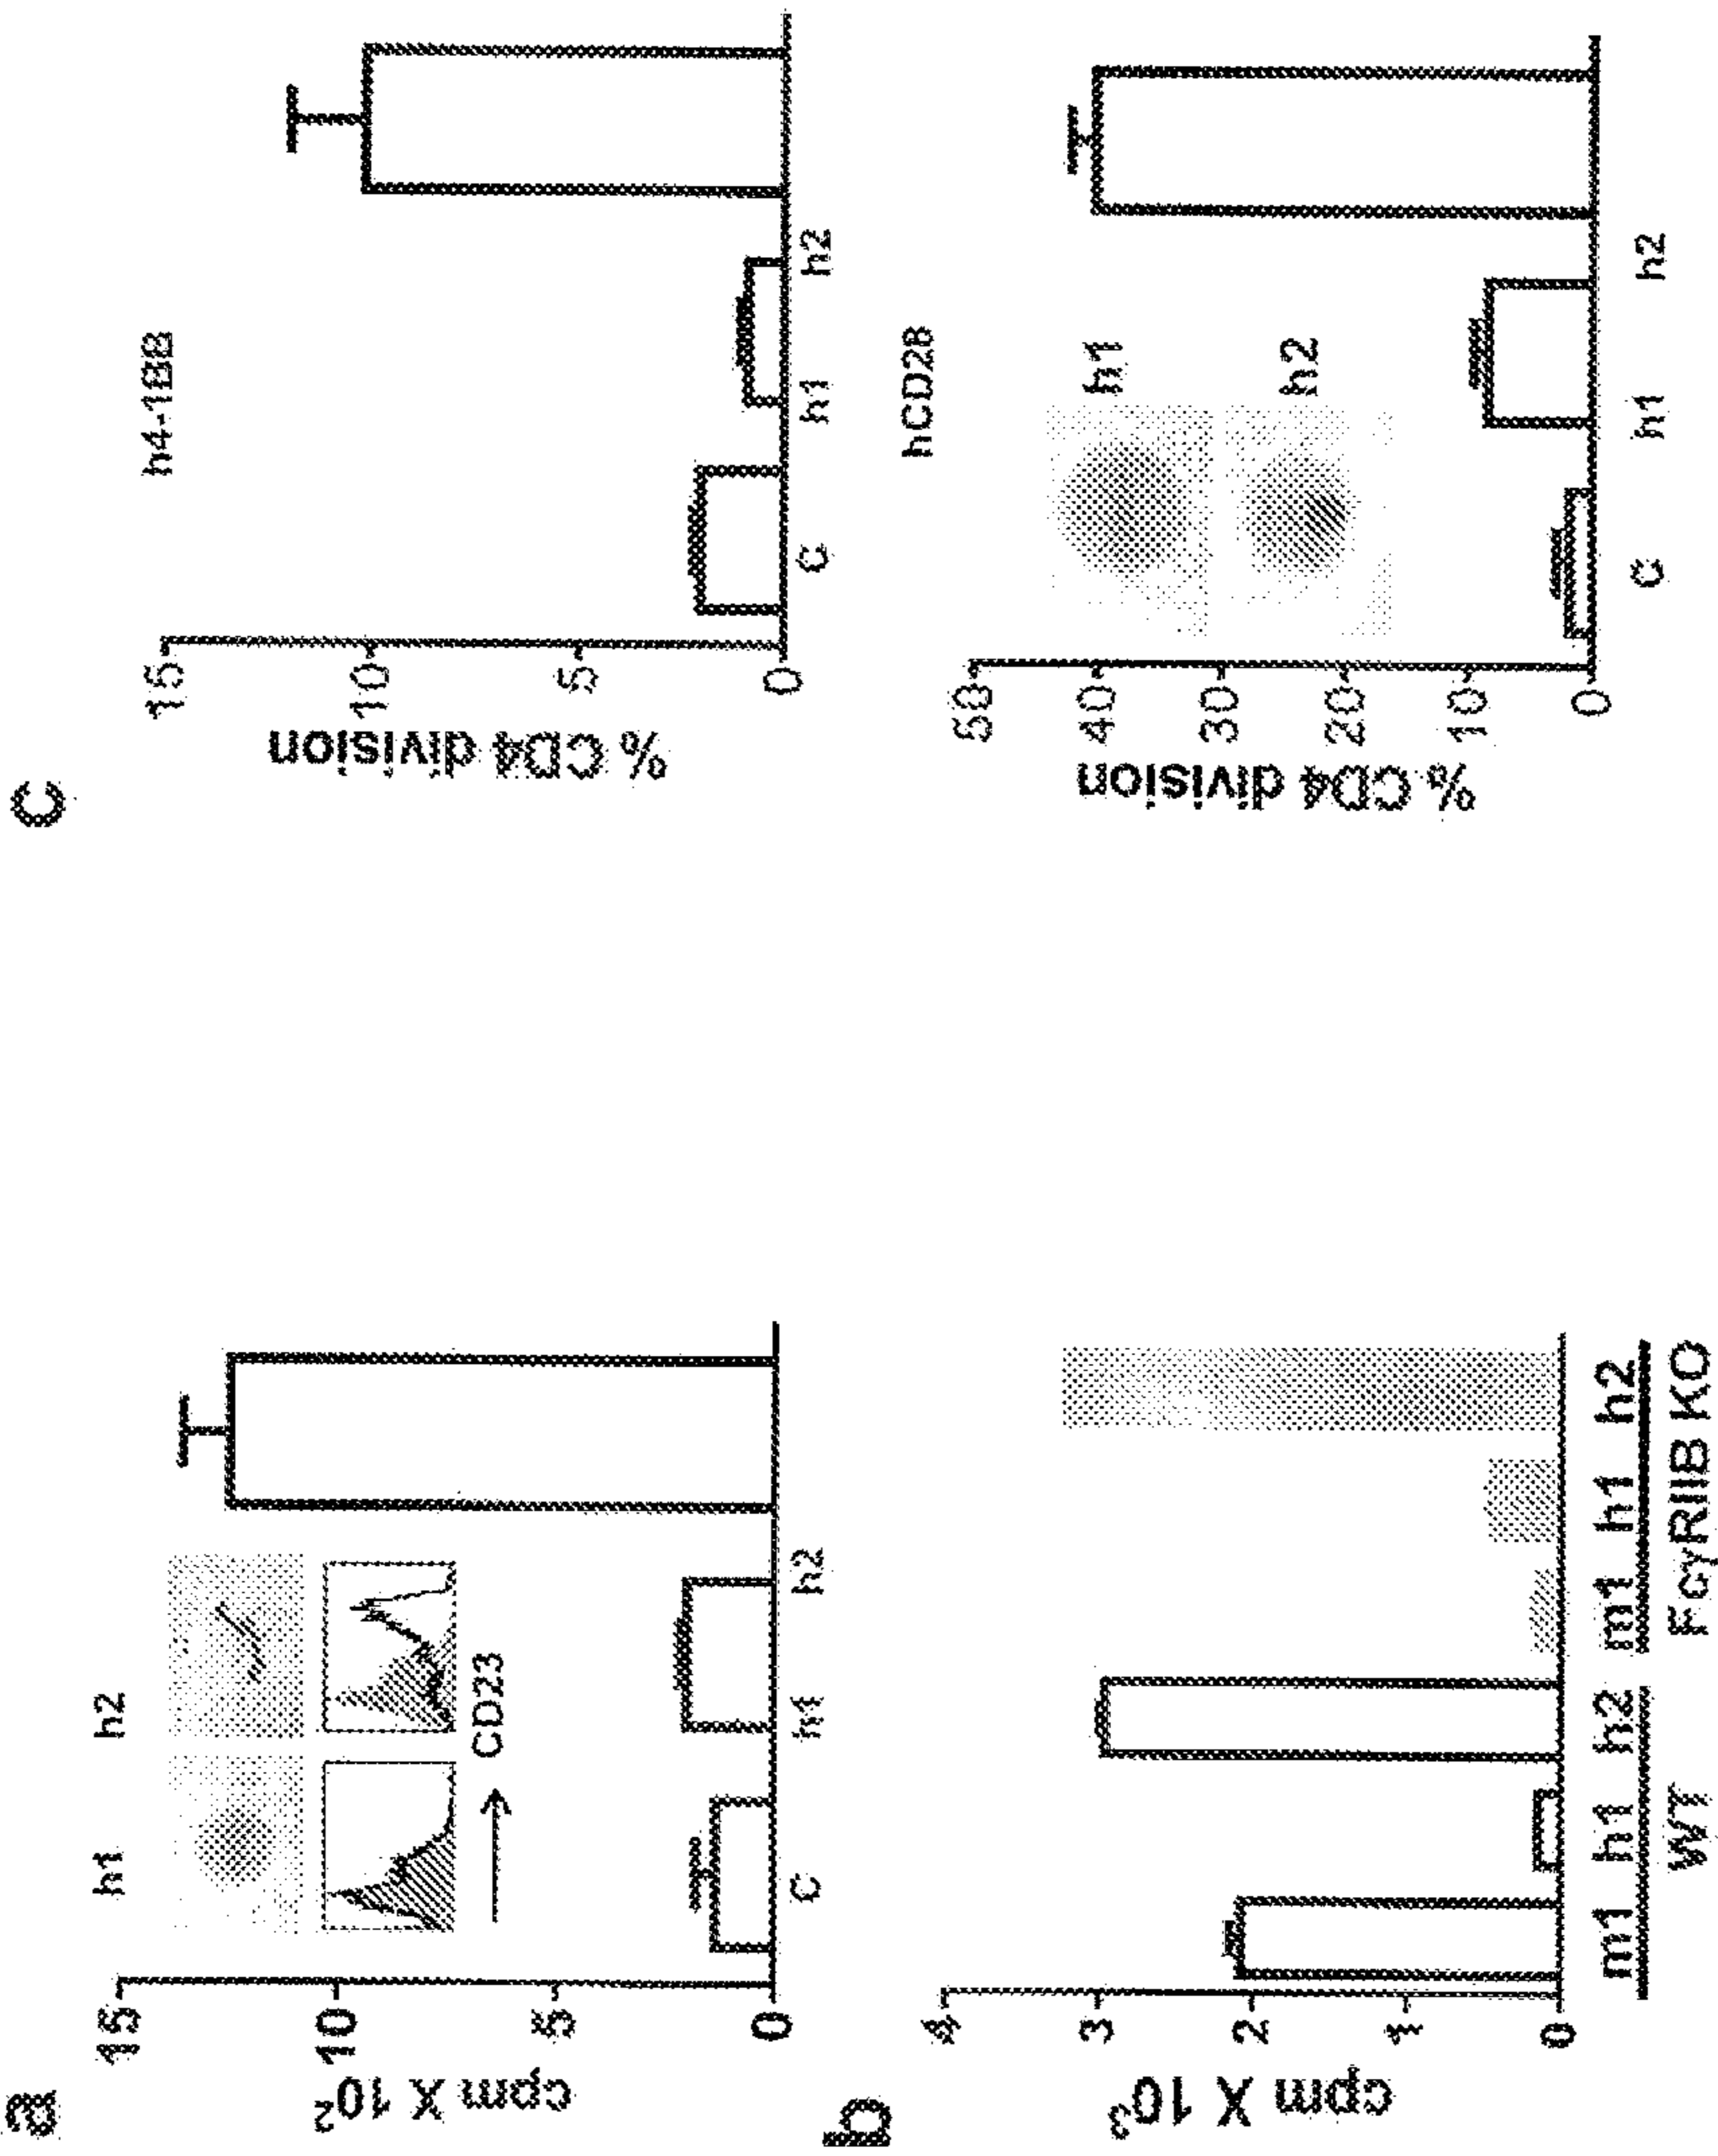 a
h1 h2
CD23
15
10
5
0
cpm X 10²
C h1 h2
b
4
3
2
1
0
cpm X 10³
m1 h1 h2 m1 h1 h2
WT FcγRIIB KO
c
h4-1BB
15
10
5
0
% CD4 division
C h1 h2
hCD28
50
40
30
20
10
0
% CD4 division
h1
h2
C h1 h2